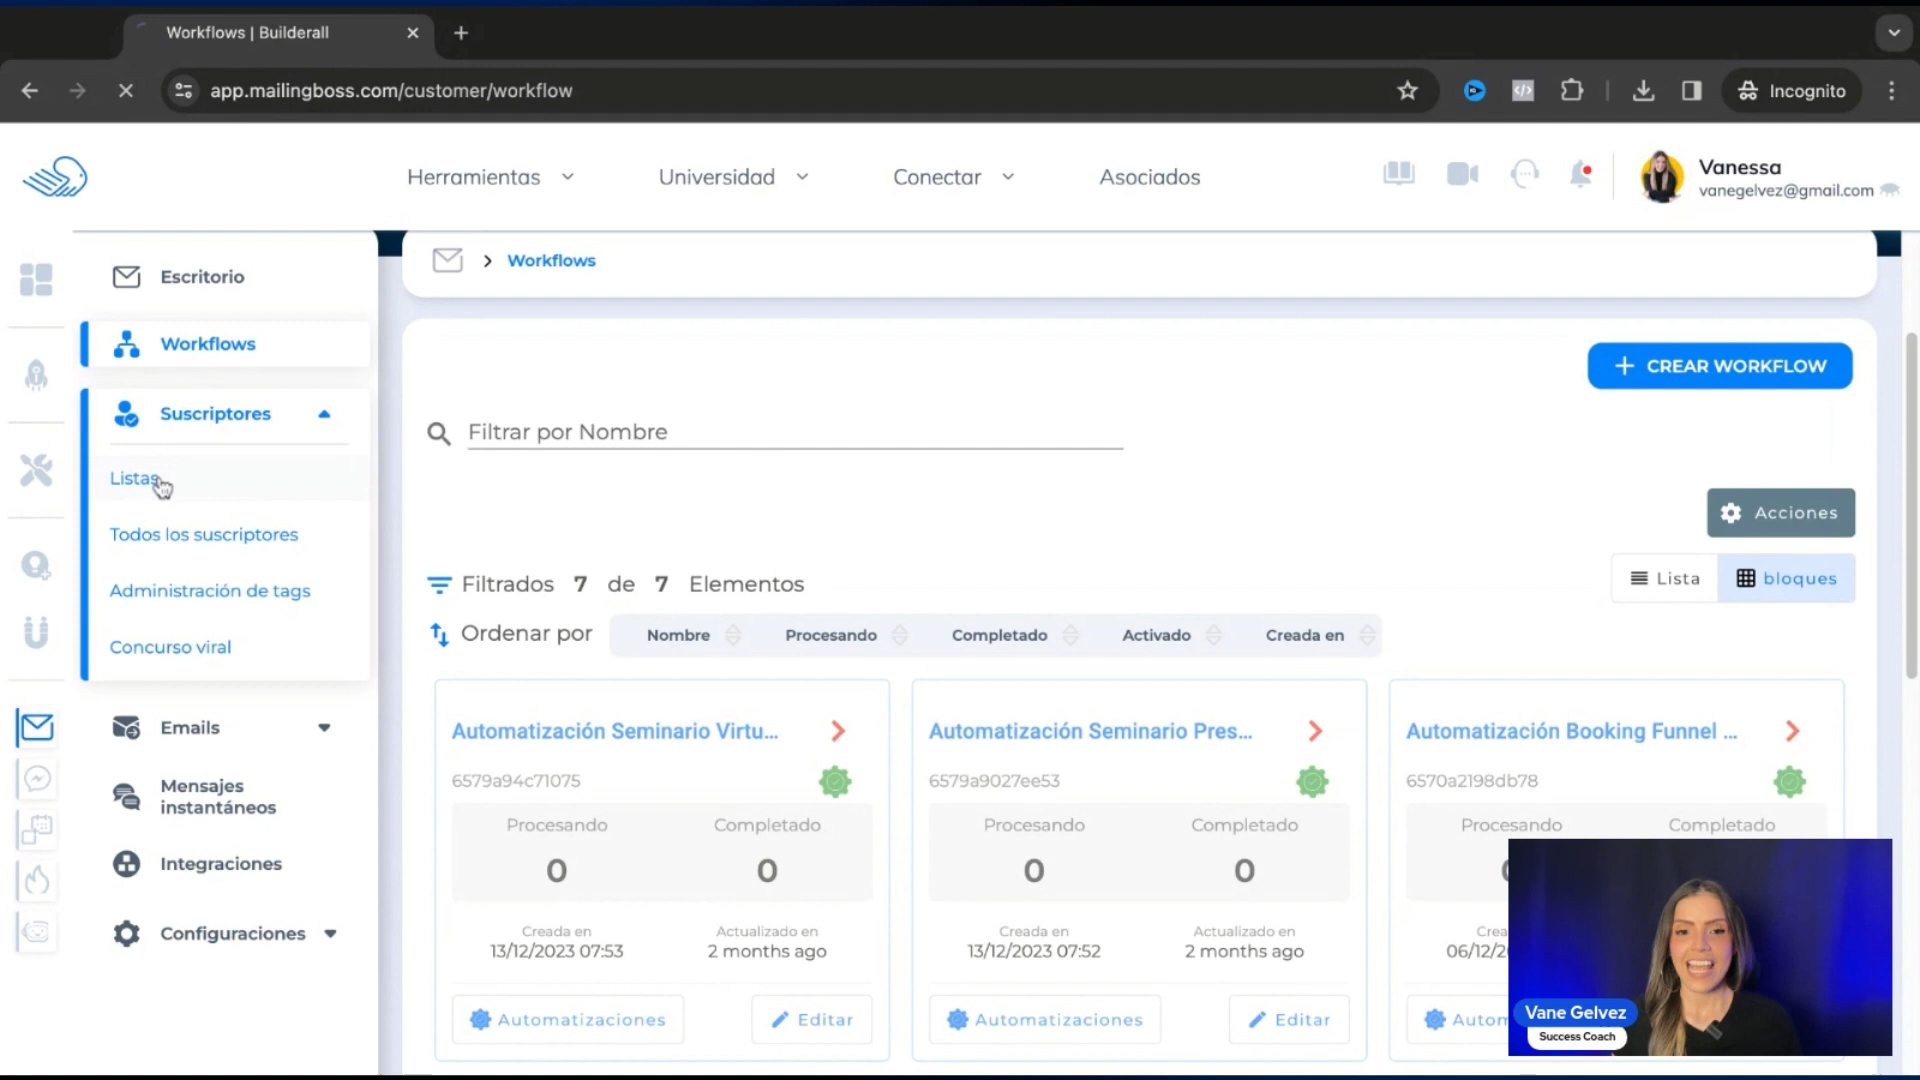 Workflows | Builderall
app.mailingboss.com/customer/workflow
Incognito
Herramientas
Universidad
Conectar
Asociados
Vanessa
vanegelvez@gmail.com
Escritorio
Workflows
Suscriptores
Listas
Todos los suscriptores
Administración de tags
Concurso viral
Emails
Mensajes
instantáneos
Integraciones
Configuraciones
Workflows
CREAR WORKFLOW
Filtrar por Nombre
Acciones
Lista
bloques
Filtrados 7 de 7 Elementos
Ordenar por Nombre Procesando Completado Activado Creada en
Automatización Seminario Virtu...
6579a94c71075
Procesando Completado
0 0
Creada en Actualizado en
13/12/2023 07:53 2 months ago
Automatizaciones Editar
Automatización Seminario Pres...
6579a9027ee53
Procesando Completado
0 0
Creada en Actualizado en
13/12/2023 07:52 2 months ago
Automatizaciones Editar
Automatización Booking Funnel ...
6570a2198db78
Procesando Completado
Vane Gelvez
Success Coach